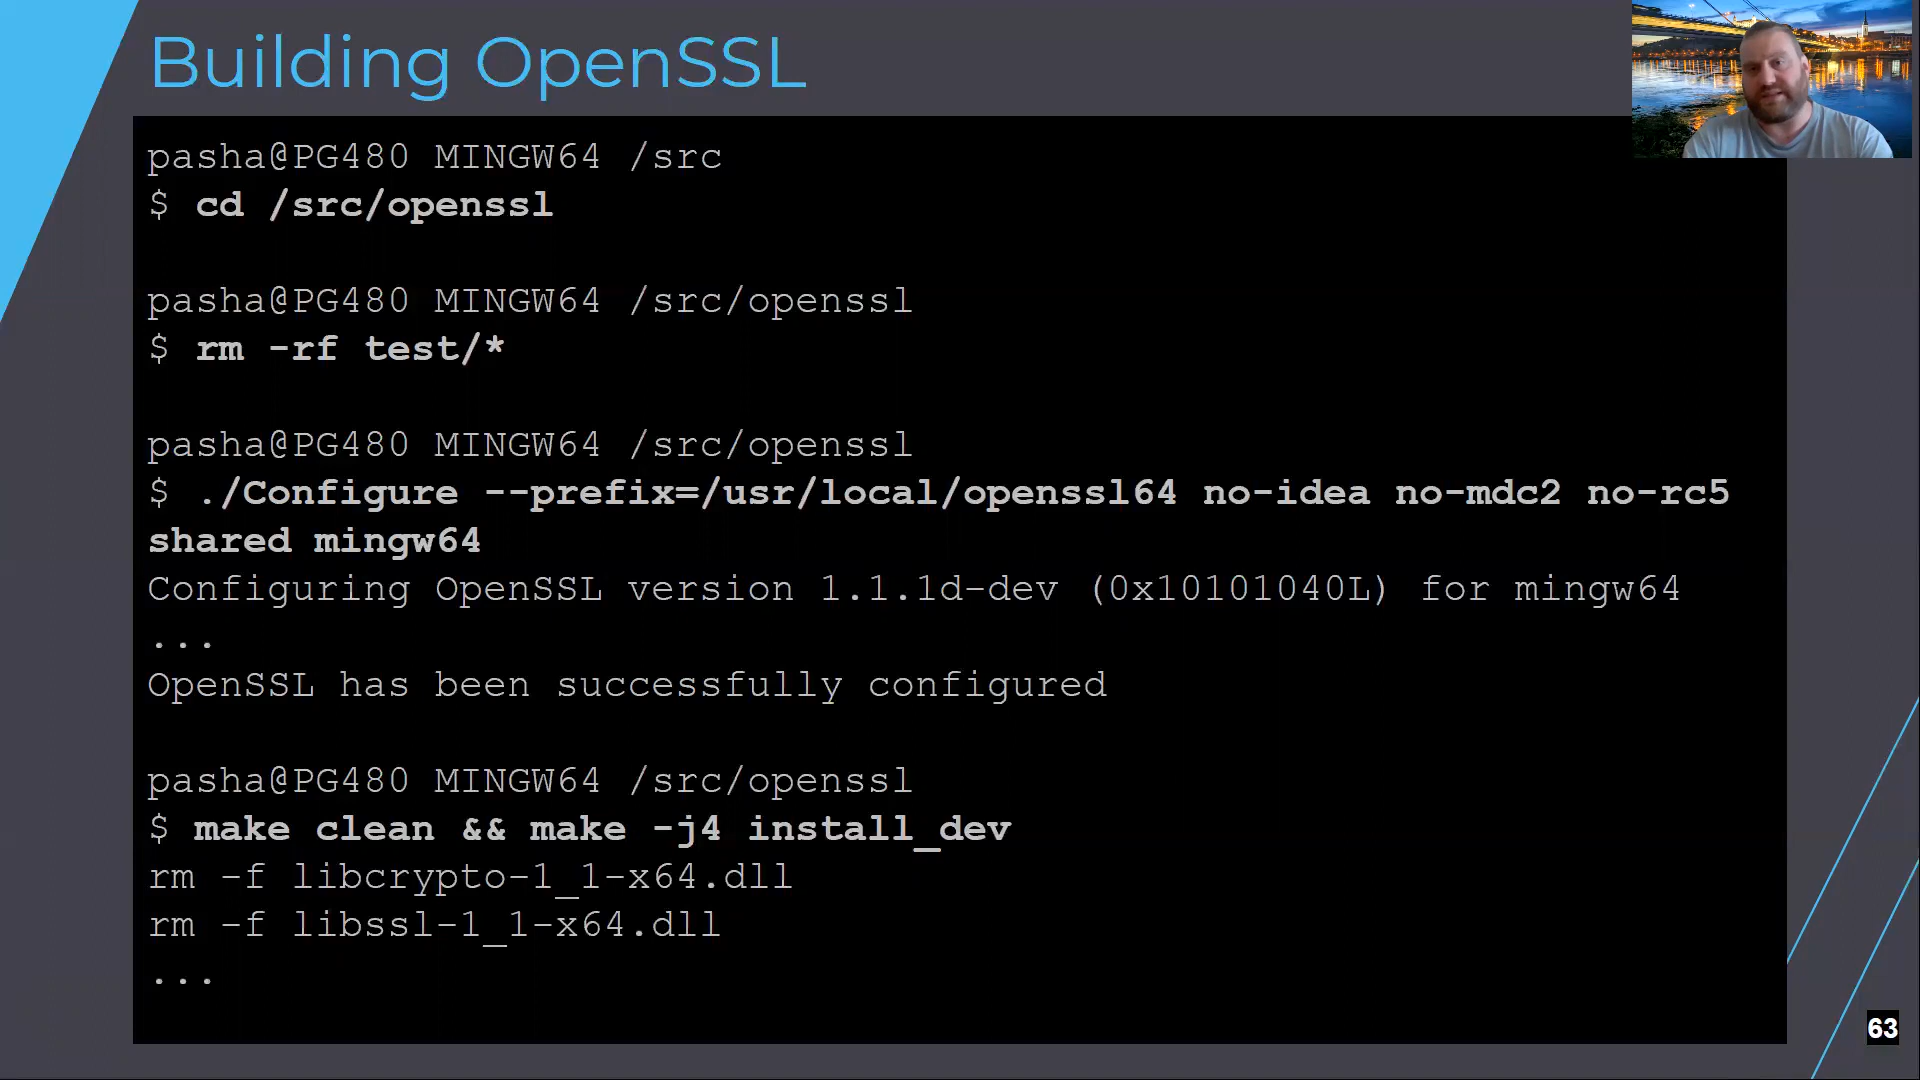 Building OpenSSL
pasha@PG480 MINGW64 /src
$ cd /src/openssl
pasha@PG480 MINGW64 /src/openssl
$ rm -rf test/*
pasha@PG480 MINGW64 /src/openssl
$ ./Configure --prefix=/usr/local/openssl64 no-idea no-mdc2 no-rc5
shared mingw64
Configuring OpenSSL version 1.1.1d-dev (0x10101040L) for mingw64
...
OpenSSL has been successfully configured
pasha@PG480 MINGW64 /src/openssl
$ make clean && make -j4 install_dev
rm -f libcrypto-1_1-x64.dll
rm -f libssl-1_1-x64.dll
...
63